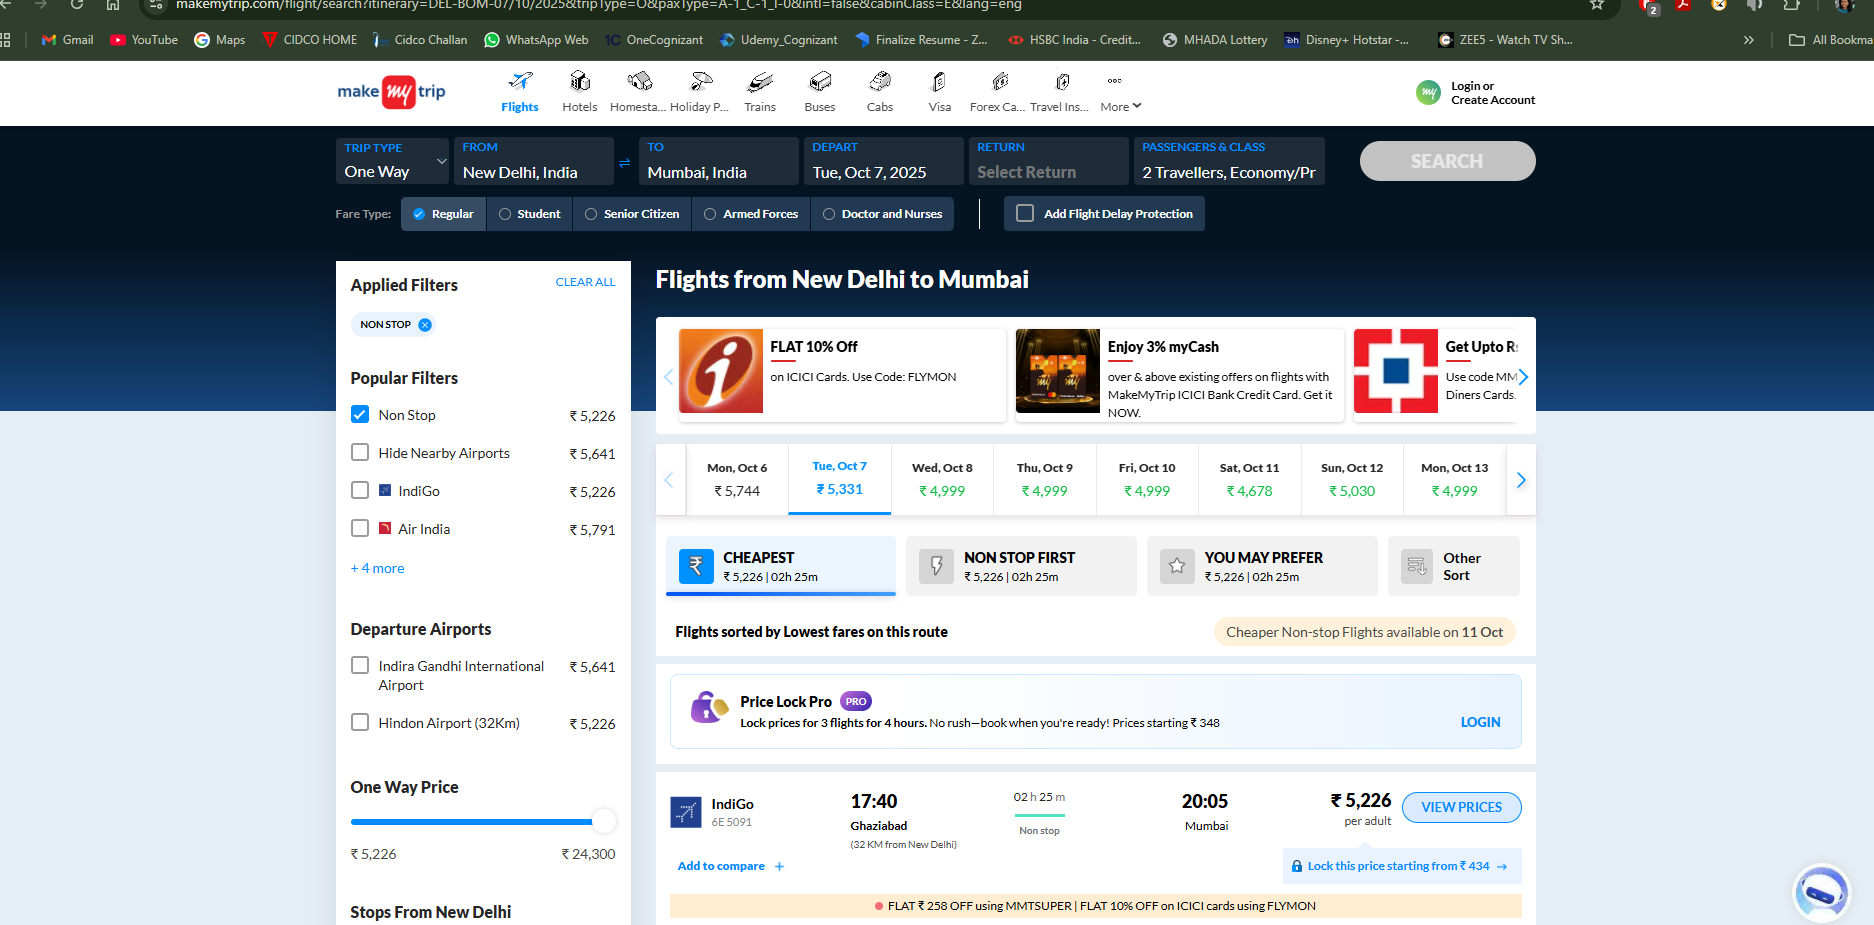 makemytrip.com/flight/search?itinerary=DEL-BOM-07/10/2025&tripType=O&paxType=A-1_C-1_I-0&intl=false&cabinClass=E&lang=eng
2
Gmail YouTube Maps CIDCO HOME Cidco Challan WhatsApp Web 1C OneCognizant Udemy_Cognizant Finalize Resume - Z... HSBC India - Credit... MHADA Lottery Disney+ Hotstar -... ZEE5 - Watch TV Sh... » All Bookma
make my trip
Flights Hotels Homesta... Holiday P... Trains Buses Cabs Visa Forex Ca... Travel Ins... More
my Login or
Create Account
TRIP TYPE FROM TO DEPART RETURN PASSENGERS & CLASS
One Way New Delhi, India Mumbai, India Tue, Oct 7, 2025 Select Return 2 Travellers, Economy/Pr
SEARCH
Fare Type: Regular Student Senior Citizen Armed Forces Doctor and Nurses Add Flight Delay Protection
Applied Filters CLEAR ALL
NON STOP
Popular Filters
Non Stop ₹ 5,226
Hide Nearby Airports ₹ 5,641
IndiGo ₹ 5,226
Air India ₹ 5,791
+ 4 more
Departure Airports
Indira Gandhi International ₹ 5,641
Airport
Hindon Airport (32Km) ₹ 5,226
One Way Price
₹ 5,226 ₹ 24,300
Stops From New Delhi
Flights from New Delhi to Mumbai
FLAT 10% Off
on ICICI Cards. Use Code: FLYMON
Enjoy 3% myCash
over & above existing offers on flights with
MakeMyTrip ICICI Bank Credit Card. Get it
NOW.
Get Upto Rs
Use code MM
Diners Cards.
Mon, Oct 6 Tue, Oct 7 Wed, Oct 8 Thu, Oct 9 Fri, Oct 10 Sat, Oct 11 Sun, Oct 12 Mon, Oct 13
₹ 5,744 ₹ 5,331 ₹ 4,999 ₹ 4,999 ₹ 4,999 ₹ 4,678 ₹ 5,030 ₹ 4,999
CHEAPEST
₹ 5,226 | 02h 25m
NON STOP FIRST
₹ 5,226 | 02h 25m
YOU MAY PREFER
₹ 5,226 | 02h 25m
Other
Sort
Flights sorted by Lowest fares on this route Cheaper Non-stop Flights available on 11 Oct
Price Lock Pro PRO
Lock prices for 3 flights for 4 hours. No rush—book when you're ready! Prices starting ₹ 348
LOGIN
IndiGo
6E 5091
17:40
Ghaziabad
(32 KM from New Delhi)
02 h 25 m
Non stop
20:05
Mumbai
₹ 5,226
per adult
VIEW PRICES
Add to compare +
Lock this price starting from ₹ 434 →
FLAT ₹ 258 OFF using MMTSUPER | FLAT 10% OFF on ICICI cards using FLYMON